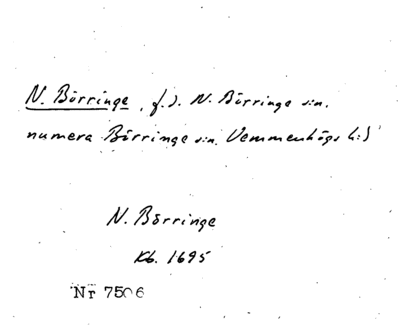 N. Börringe, f.d. N. Börringe s:n.
numera Börringe s:n. Vemmenhögs h:d
N. Börringe
Kb. 1695
Nr 7506